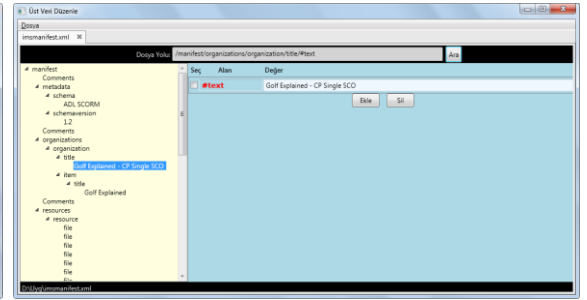 Üst Veri Düzenle
Dosya
imsmanifest.xml
Dosya Yolu: /manifest/organizations/organization/title/#text Ara
manifest
Comments
metadata
schema
ADL SCORM
schemaversion
1.2
Comments
organizations
organization
title
Golf Explained - CP Single SCO
item
title
Golf Explained
Comments
resources
resource
file
file
file
file
file
file
Seç Alan Değer
#text Golf Explained - CP Single SCO
Ekle Sil
D:\Uyg\imsmanifest.xml